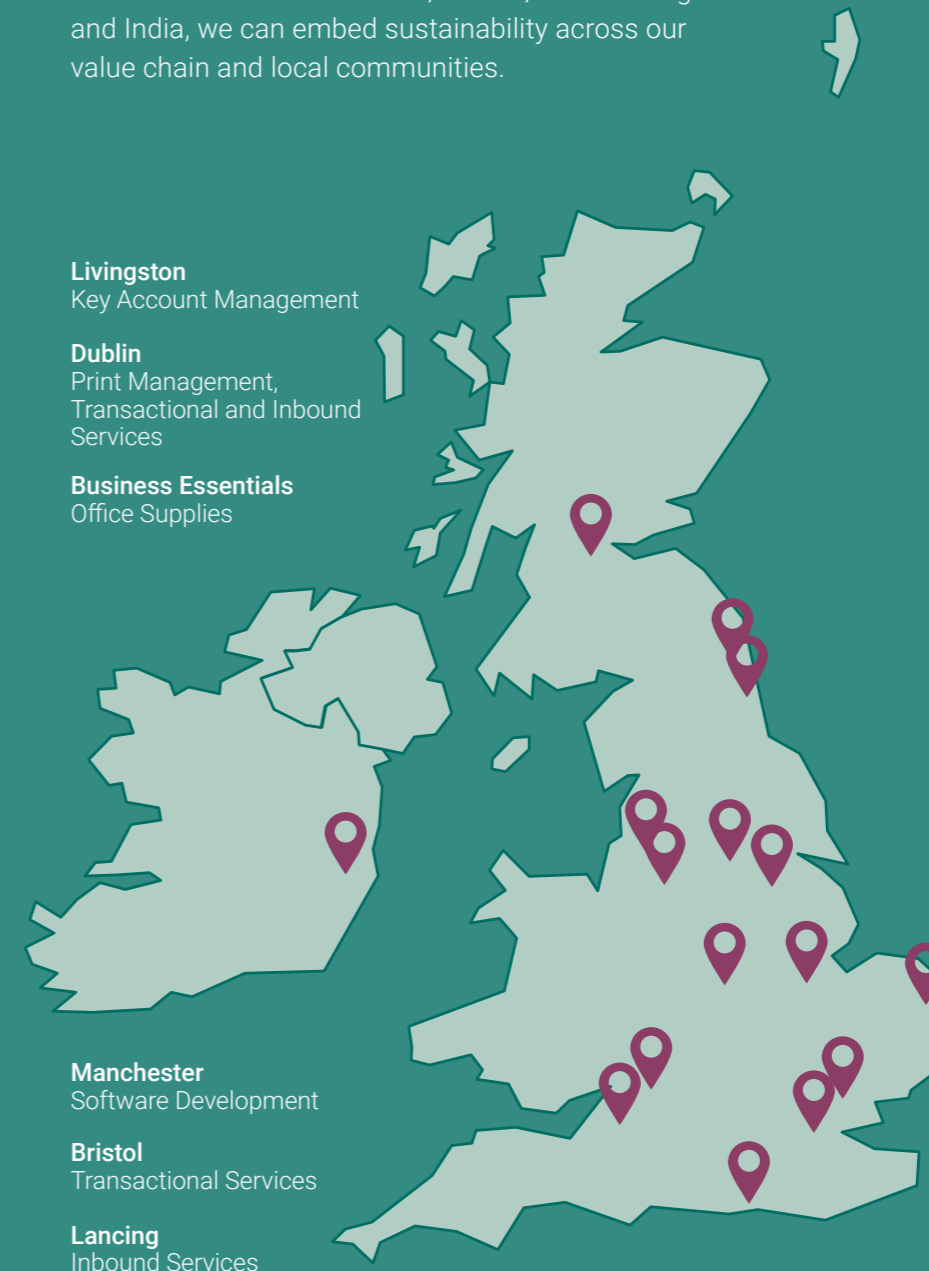 and India, we can embed sustainability across our
value chain and local communities.
Livingston
Key Account Management
Dublin
Print Management,
Transactional and Inbound
Services
Business Essentials
Office Supplies
Manchester
Software Development
Bristol
Transactional Services
Lancing
Inbound Services